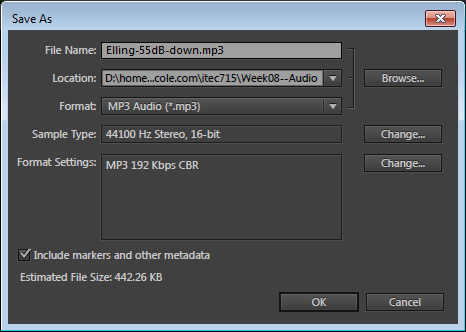 Save As
File Name: Elling-55dB-down.mp3
Location: D:\home...cole.com\itec715\Week08--Audio Browse...
Format: MP3 Audio (*.mp3)
Sample Type: 44100 Hz Stereo, 16-bit Change...
Format Settings: MP3 192 Kbps CBR Change...
Include markers and other metadata
Estimated File Size: 442.26 KB
OK Cancel